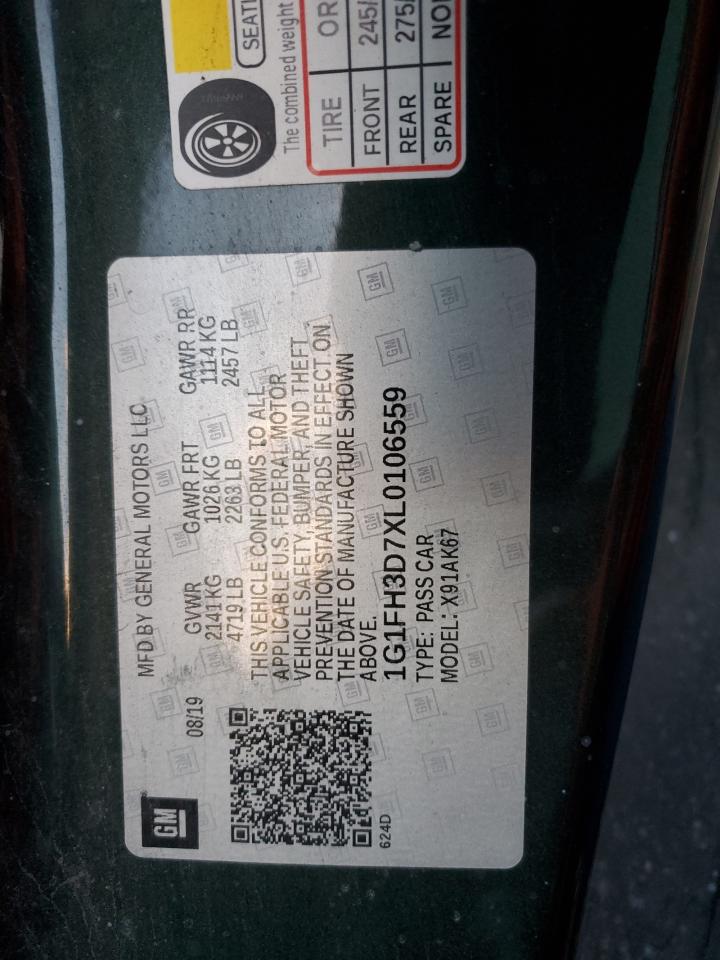 GM
MFD BY GENERAL MOTORS LLC
08/19 GVWR GAWR FRT GAWR RR
2141 KG 1026 KG 1114 KG
4719 LB 2263 LB 2457 LB
THIS VEHICLE CONFORMS TO ALL
APPLICABLE U.S. FEDERAL MOTOR
VEHICLE SAFETY, BUMPER, AND THEFT
PREVENTION STANDARDS IN EFFECT ON
THE DATE OF MANUFACTURE SHOWN
ABOVE.
1G1FH3D7XL0106559
624D
TYPE: PASS CAR
MODEL: X91AK67
SEATI
The combined weight
TIRE OR
FRONT 245/
REAR 275/
SPARE NO